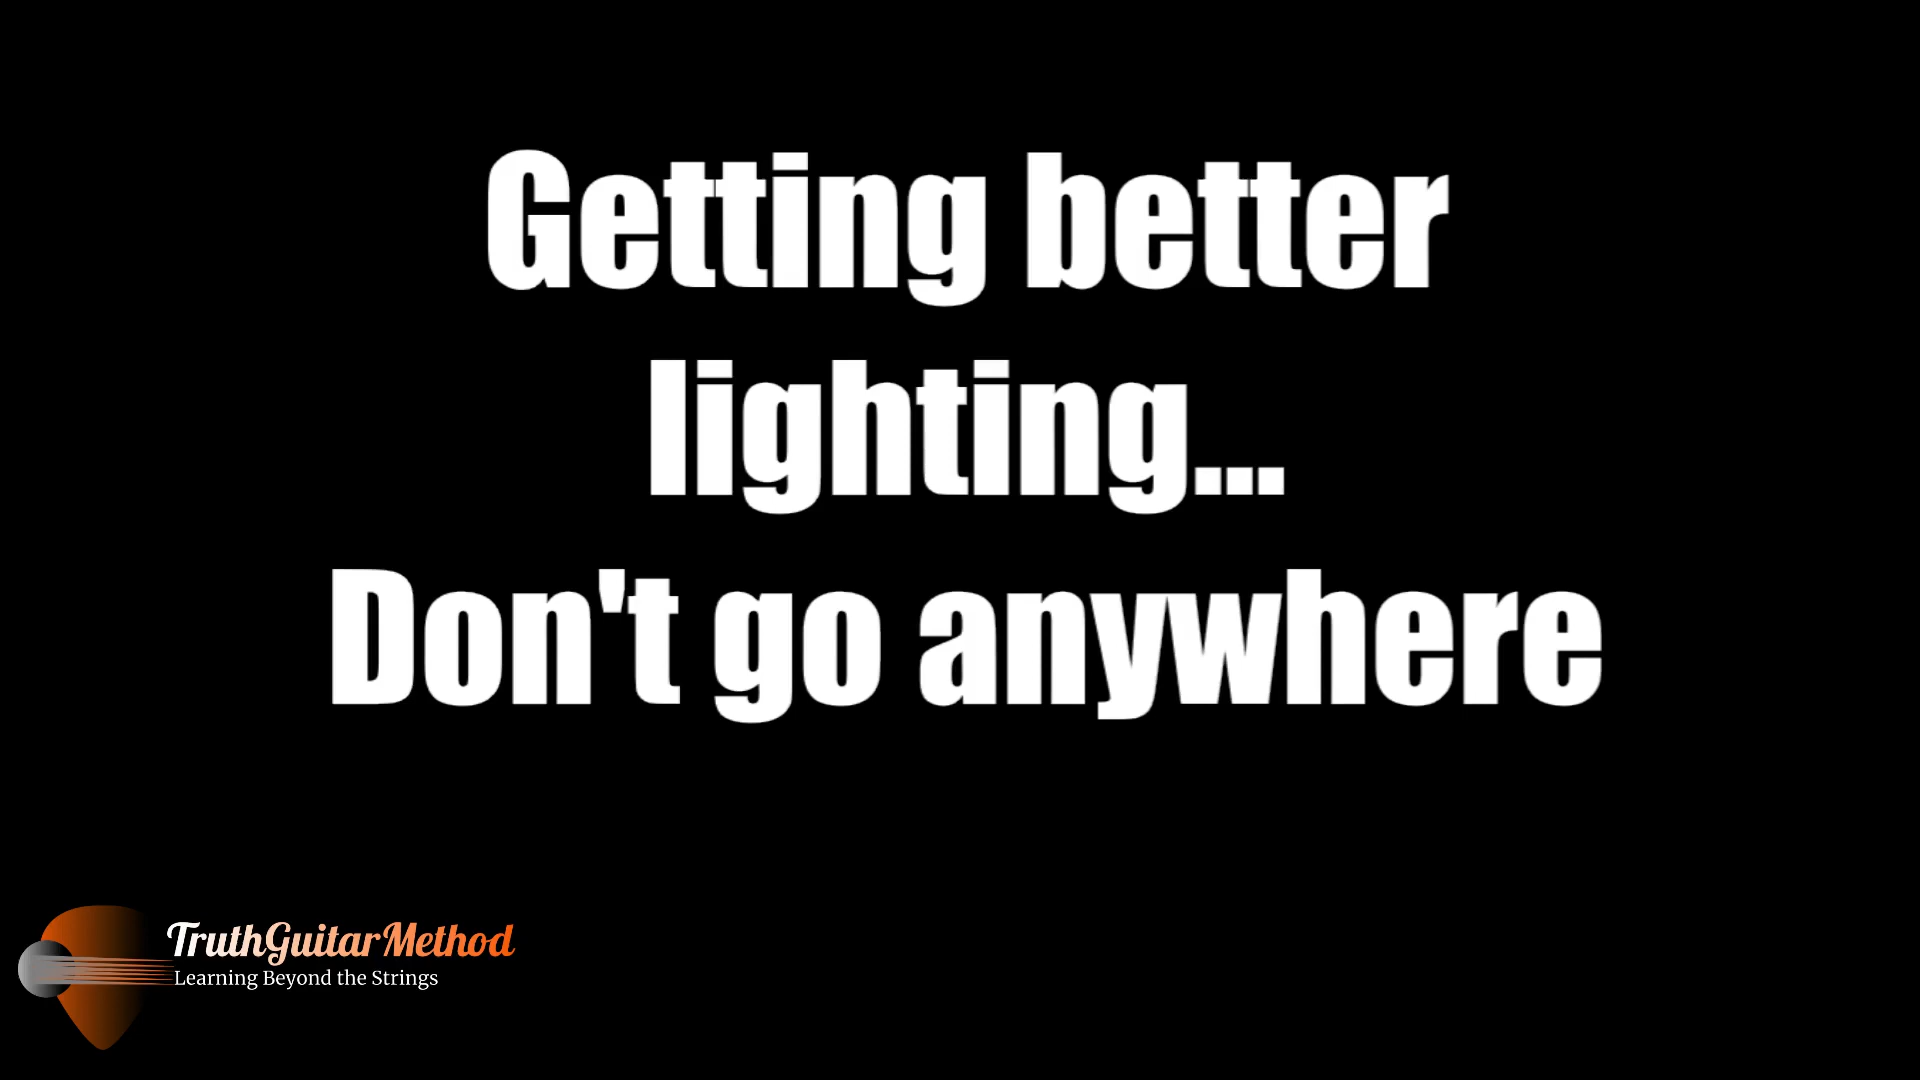 Getting better
lighting...
Don't go anywhere
TruthGuitarMethod
Learning Beyond the Strings